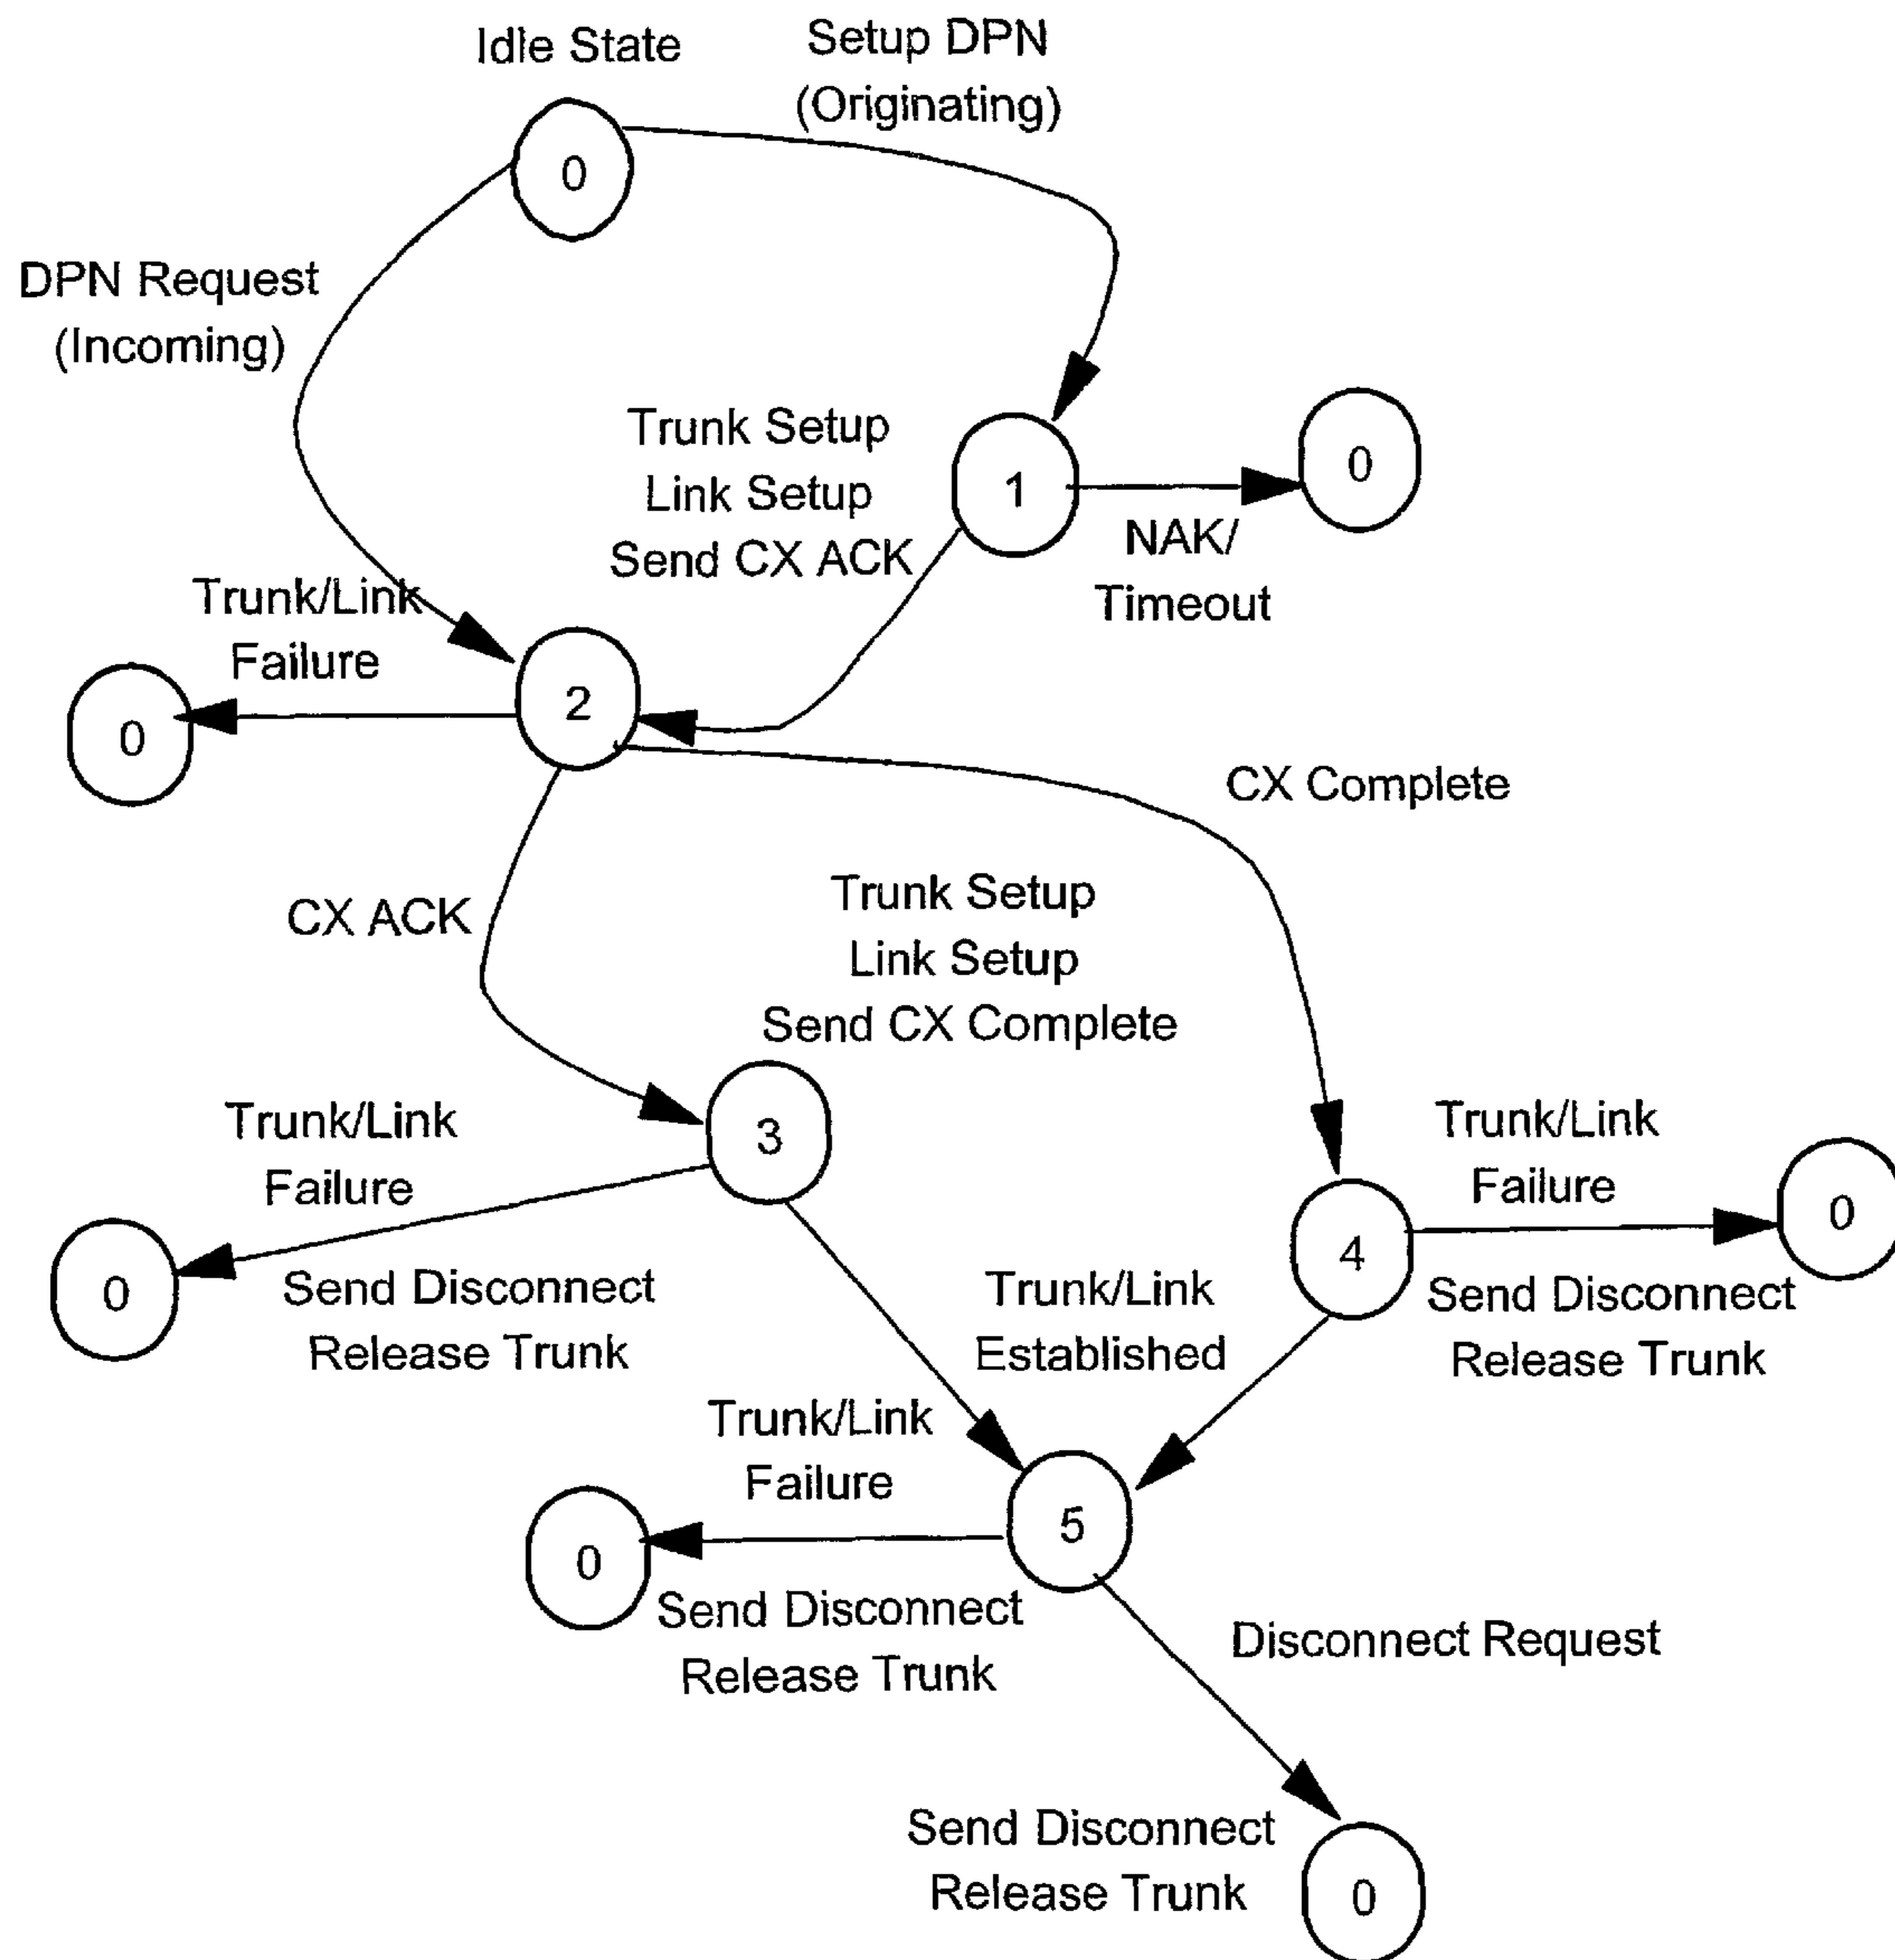 Idle State
Setup DPN
(Originating)
0
DPN Request
(Incoming)
Trunk Setup
Link Setup
Send CX ACK
1
0
NAK/
Timeout
Trunk/Link
Failure
0
2
CX Complete
CX ACK
Trunk Setup
Link Setup
Send CX Complete
3
Trunk/Link
Failure
0
Send Disconnect
Release Trunk
Trunk/Link
Failure
4
0
Send Disconnect
Release Trunk
Trunk/Link
Established
Trunk/Link
Failure
5
0
Send Disconnect
Release Trunk
Disconnect Request
Send Disconnect
Release Trunk
0